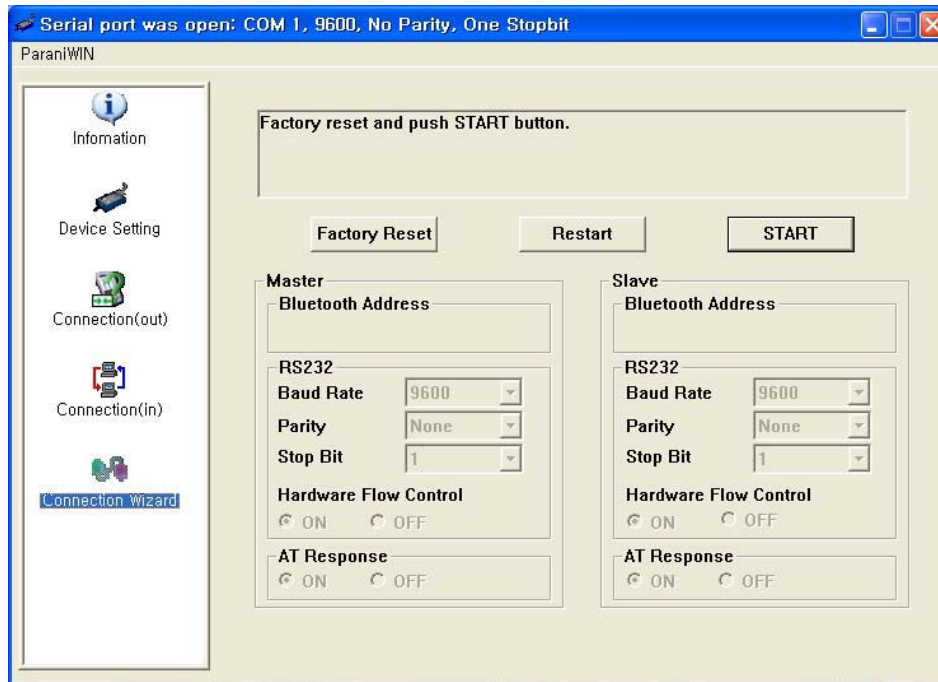 Serial port was open: COM 1, 9600, No Parity, One Stopbit
ParaniWIN
Infomation
Device Setting
Connection(out)
Connection(in)
Connection Wizard
Factory reset and push START button.
Factory Reset
Restart
START
Master
Bluetooth Address
RS232
Baud Rate 9600
Parity None
Stop Bit 1
Hardware Flow Control
ON OFF
AT Response
ON OFF
Slave
Bluetooth Address
RS232
Baud Rate 9600
Parity None
Stop Bit 1
Hardware Flow Control
ON OFF
AT Response
ON OFF